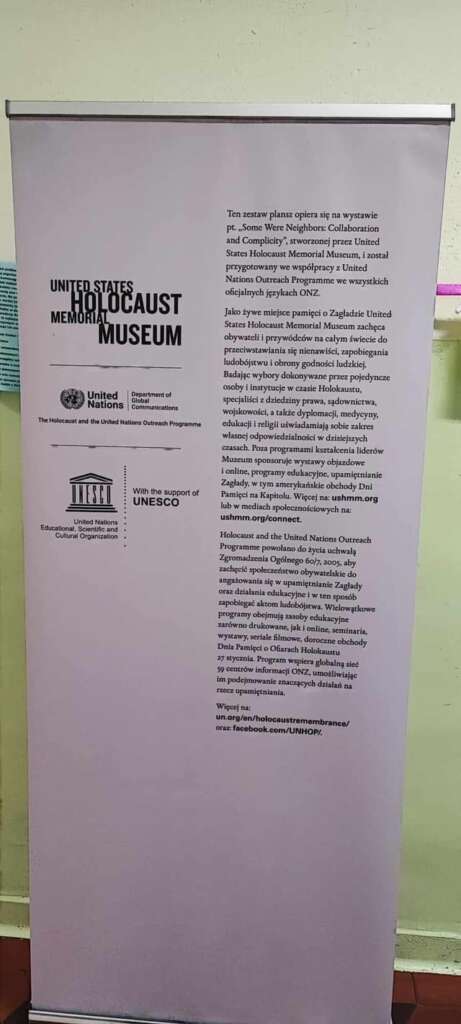 UNITED STATES
HOLOCAUST
MEMORIAL
MUSEUM
United
Nations
Department of
Global
Communications
The Holocaust and the United Nations Outreach Programme
UNESCO
United Nations
Educational, Scientific and
Cultural Organization
With the support of
UNESCO
Ten zestaw plansz opiera się na wystawie
pt. „Some Were Neighbors: Collaboration
and Complicity”, stworzonej przez United
States Holocaust Memorial Museum, i został
przygotowany we współpracy z United
Nations Outreach Programme we wszystkich
oficjalnych językach ONZ.
Jako żywe miejsce pamięci o Zagładzie United
States Holocaust Memorial Museum zachęca
obywateli i przywódców na całym świecie do
przeciwstawiania się nienawiści, zapobiegania
ludobójstwu i obrony godności ludzkiej.
Badając wybory dokonywane przez pojedyncze
osoby i instytucje w czasie Holokaustu,
specjaliści z dziedziny prawa, sądownictwa,
wojskowości, a także dyplomacji, medycyny,
edukacji i religii uświadamiają sobie zakres
własnej odpowiedzialności w dzisiejszych
czasach. Poza programami kształcenia liderów
Muzeum sponsoruje wystawy objazdowe
i online, programy edukacyjne, upamiętnianie
Zagłady, w tym amerykańskie obchody Dni
Pamięci na Kapitolu. Więcej na: ushmm.org
lub w mediach społecznościowych na:
ushmm.org/connect.
Holocaust and the United Nations Outreach
Programme powołano do życia uchwałą
Zgromadzenia Ogólnego 60/7, 2005, aby
zachęcić społeczeństwo obywatelskie do
angażowania się w upamiętnianie Zagłady
oraz działania edukacyjne i w ten sposób
zapobiegać aktom ludobójstwa. Wielowątkowe
programy obejmują zasoby edukacyjne
zarówno drukowane, jak i online, seminaria,
wystawy, seriale filmowe, doroczne obchody
Dnia Pamięci o Ofiarach Holokaustu
27 stycznia. Program wspiera globalną sieć
59 centrów informacji ONZ, umożliwiając
im podejmowanie znaczących działań na
rzecz upamiętniania.
Więcej na:
un.org/en/holocaustremembrance/
oraz facebook.com/UNHOP/.